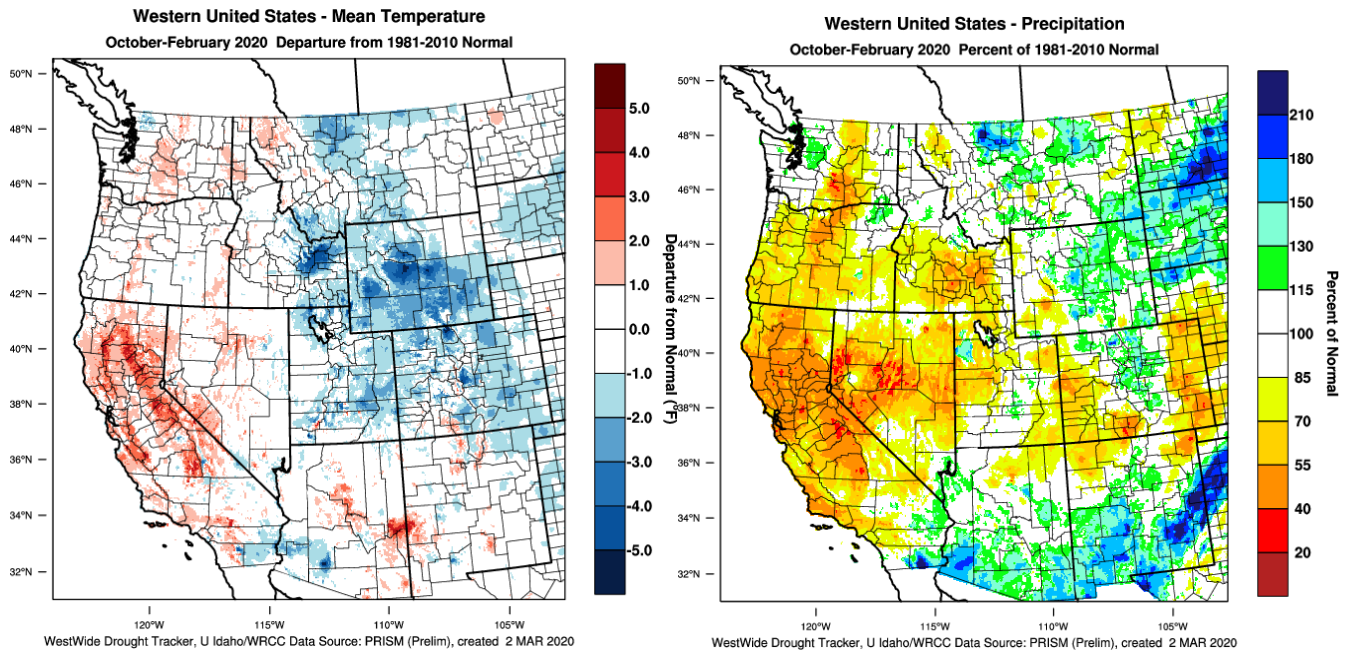 Western United States - Mean Temperature
October-February 2020 Departure from 1981-2010 Normal
50°N
48°N
46°N
44°N
42°N
40°N
38°N
36°N
34°N
32°N
120°W
115°W
110°W
105°W
5.0
4.0
3.0
2.0
1.0
0.0
-1.0
-2.0
-3.0
-4.0
-5.0
Departure from Normal (°F)
WestWide Drought Tracker, U Idaho/WRCC Data Source: PRISM (Prelim), created 2 MAR 2020
Western United States - Precipitation
October-February 2020 Percent of 1981-2010 Normal
50°N
48°N
46°N
44°N
42°N
40°N
38°N
36°N
34°N
32°N
120°W
115°W
110°W
105°W
210
180
150
130
115
100
85
70
55
40
20
Percent of Normal
WestWide Drought Tracker, U Idaho/WRCC Data Source: PRISM (Prelim), created 2 MAR 2020